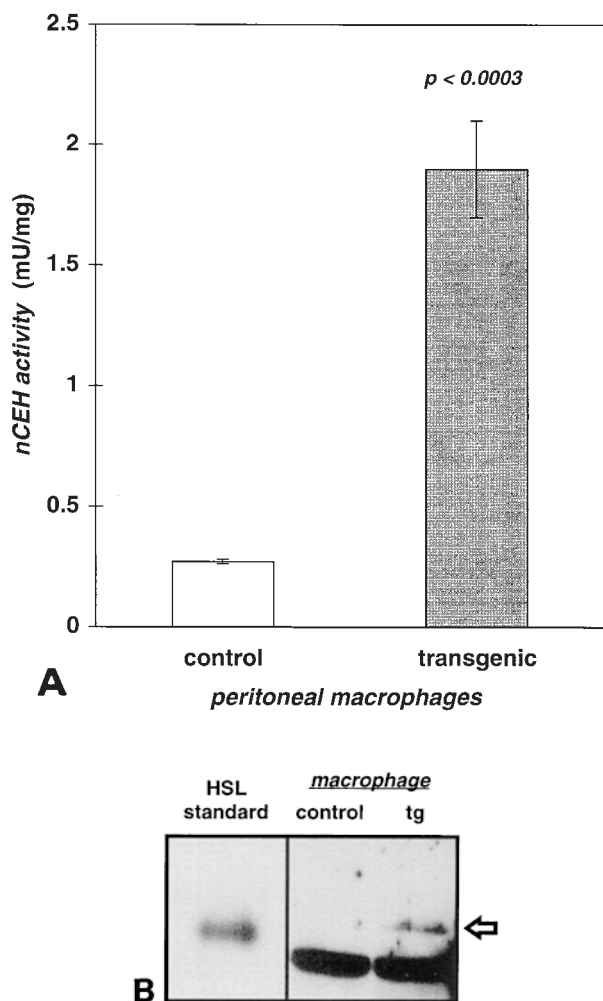 2.5
p < 0.0003
2
1.5
1
0.5
0
nCEH activity (mU/mg)
control transgenic
A
peritoneal macrophages
HSL standard
macrophage
control tg
B